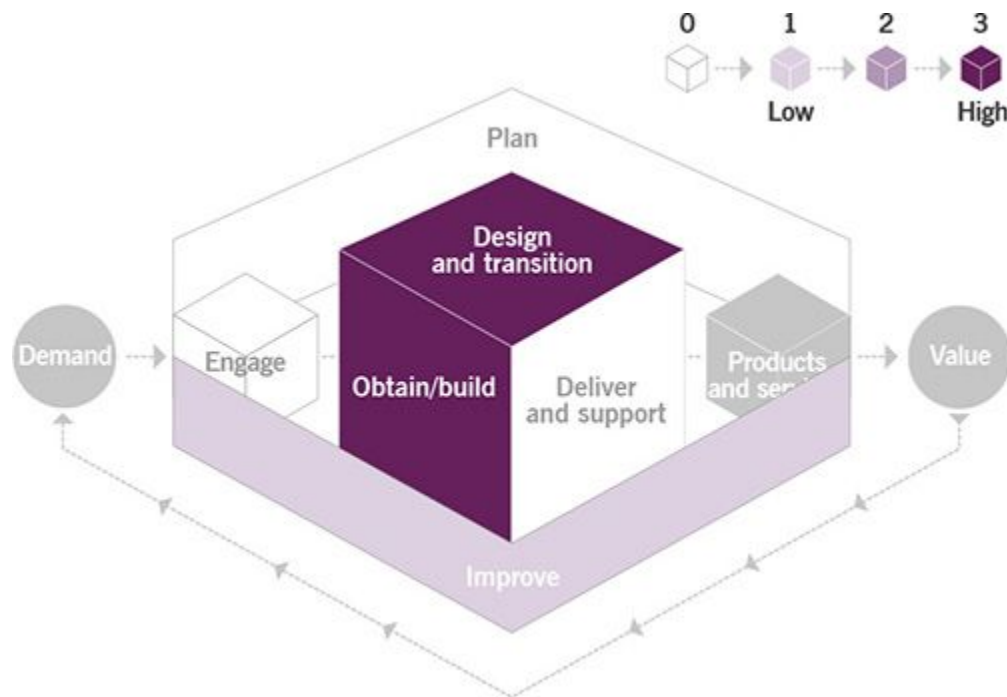 0 1 2 3
Low High
Plan
Design
and transition
Demand
Engage
Obtain/build
Deliver
and support
Products
and
Value
Improve